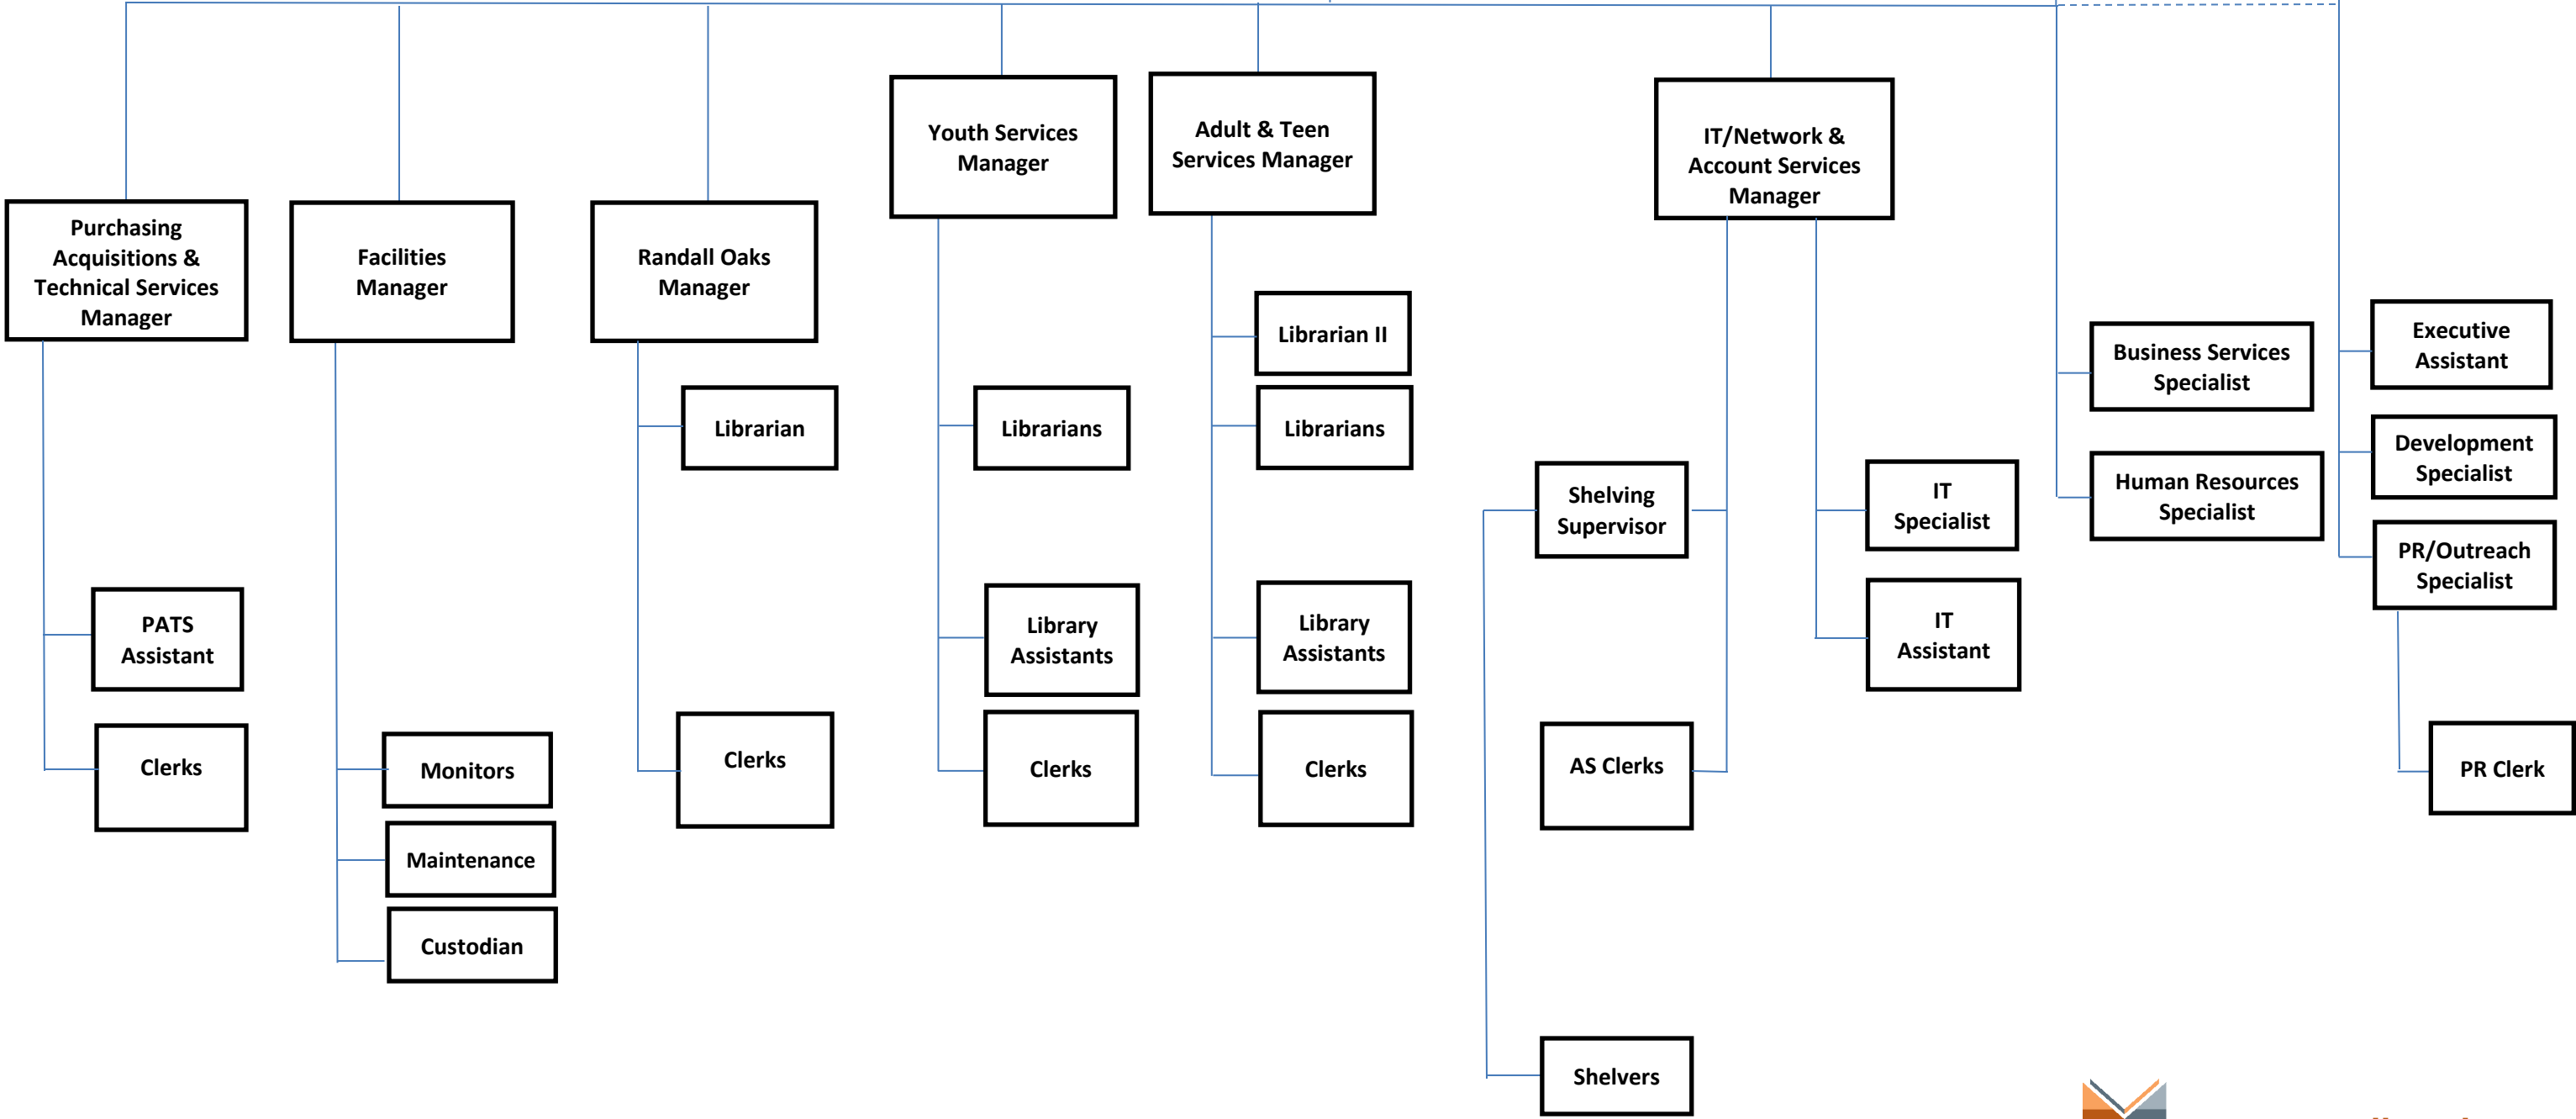 Youth Services
Manager
Adult & Teen
Services Manager
IT/Network &
Account Services
Manager
Purchasing
Acquisitions &
Technical Services
Manager
Facilities
Manager
Randall Oaks
Manager
Librarian II
Business Services
Specialist
Executive
Assistant
Librarian
Librarians
Librarians
Development
Specialist
Shelving
Supervisor
IT
Specialist
Human Resources
Specialist
PR/Outreach
Specialist
PATS
Assistant
Library
Assistants
Library
Assistants
IT
Assistant
Clerks
Monitors
Clerks
Clerks
Clerks
AS Clerks
PR Clerk
Maintenance
Custodian
Shelvers